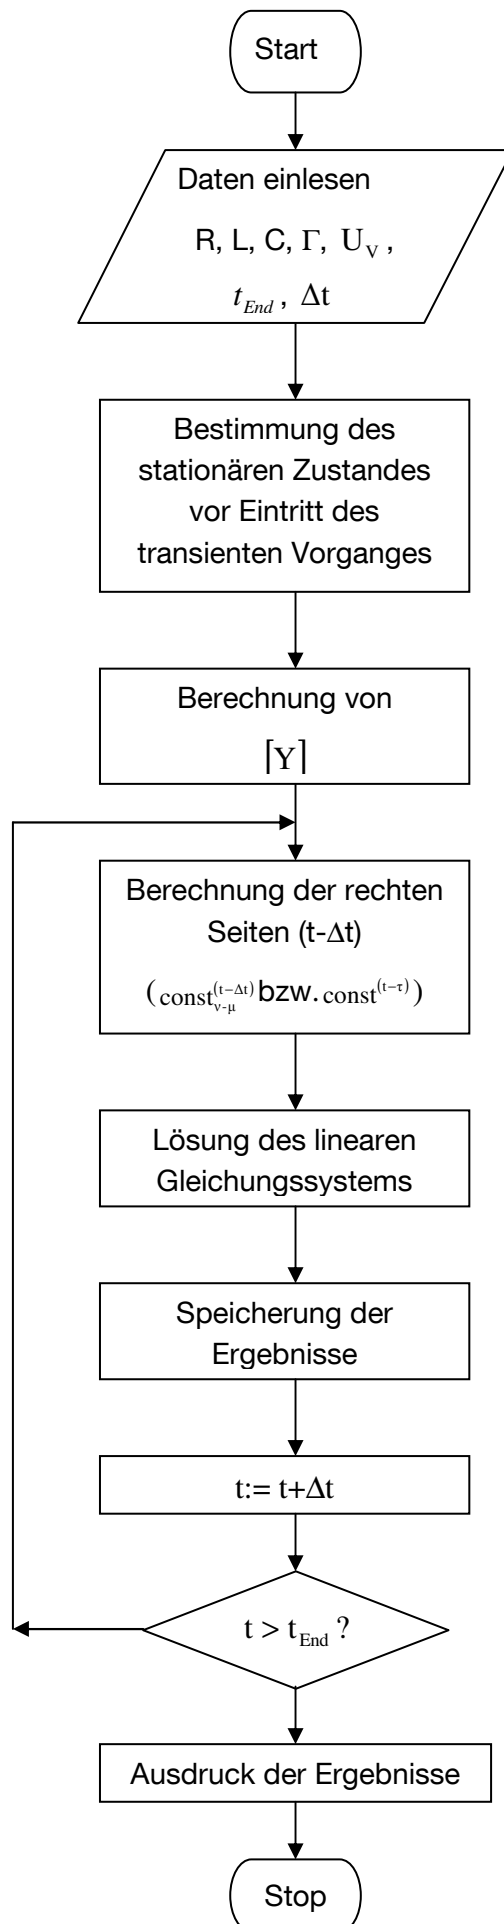 Start
Daten einlesen
R, L, C, Γ, U_V ,
t_End , Δt
Bestimmung des
stationären Zustandes
vor Eintritt des
transienten Vorganges
Berechnung von
⌈Y⌉
Berechnung der rechten
Seiten (t-Δt)
(const_{ν-μ}^{(t-Δt)} bzw. const^{(t-τ)})
Lösung des linearen
Gleichungssystems
Speicherung der
Ergebnisse
t:= t+Δt
t > t_End ?
Ausdruck der Ergebnisse
Stop